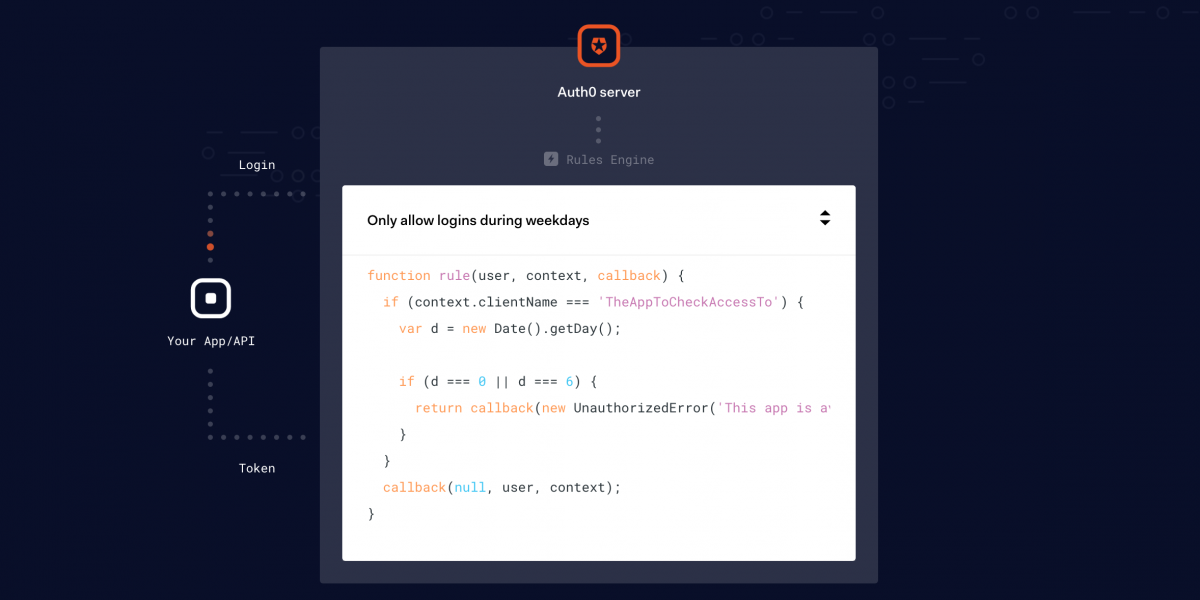 Auth0 server
Rules Engine
Login
Your App/API
Token
Only allow logins during weekdays
function rule(user, context, callback) {
  if (context.clientName === 'TheAppToCheckAccessTo') {
    var d = new Date().getDay();
    if (d === 0 || d === 6) {
      return callback(new UnauthorizedError('This app is
    }
  }
  callback(null, user, context);
}